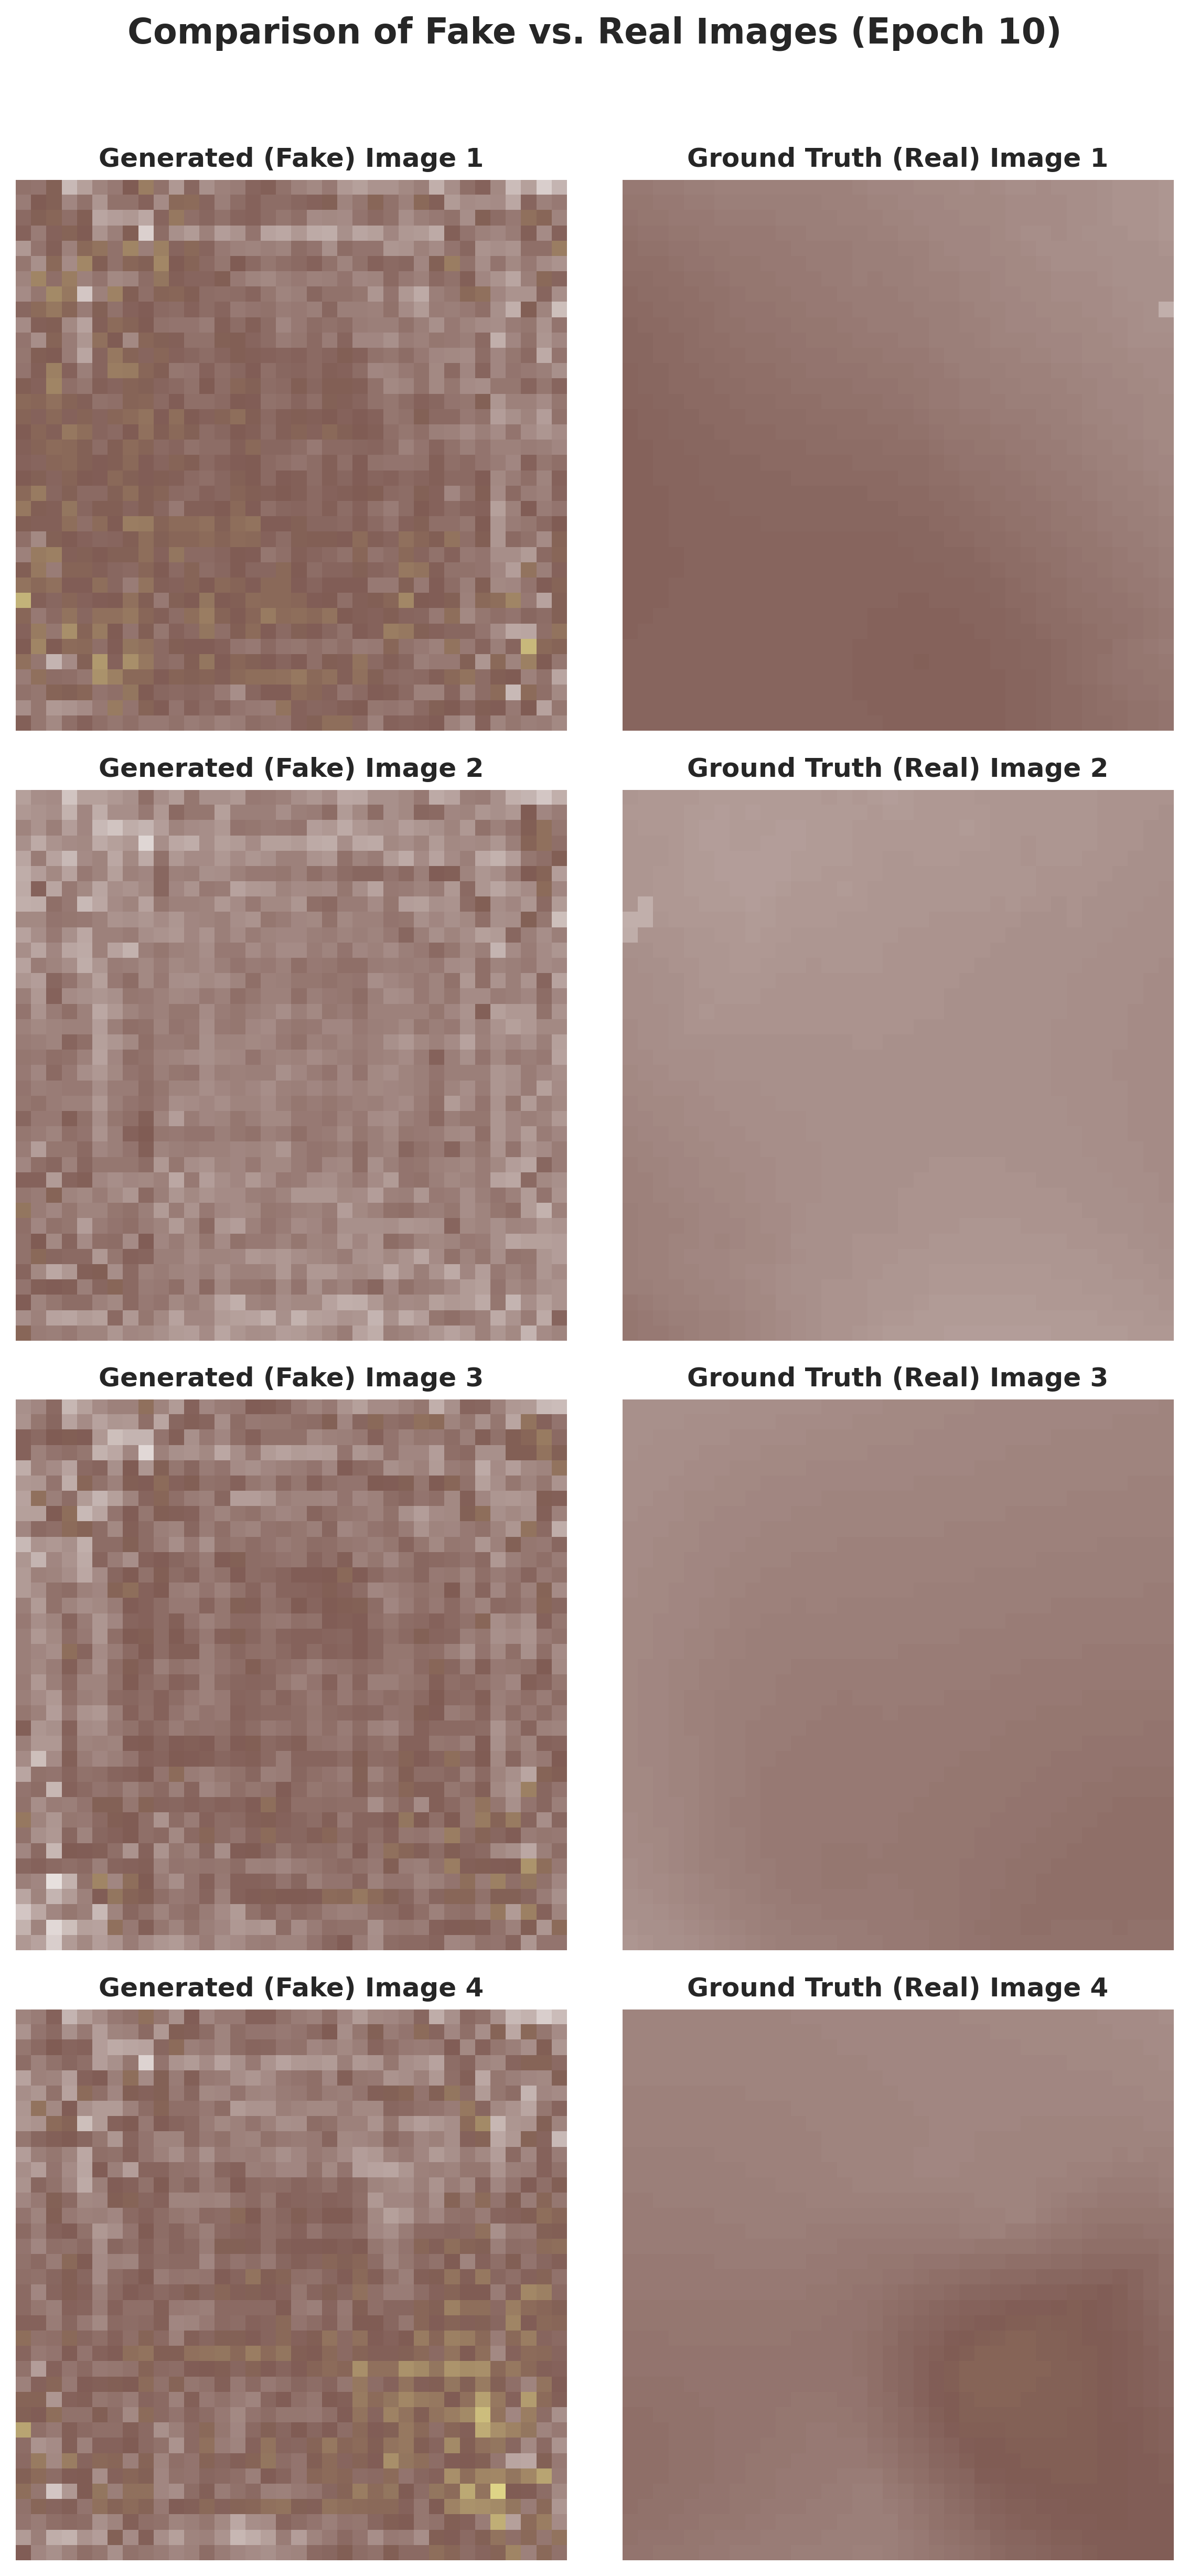 Comparison of Fake vs. Real Images (Epoch 10)
Generated (Fake) Image 1
Ground Truth (Real) Image 1
Generated (Fake) Image 2
Ground Truth (Real) Image 2
Generated (Fake) Image 3
Ground Truth (Real) Image 3
Generated (Fake) Image 4
Ground Truth (Real) Image 4